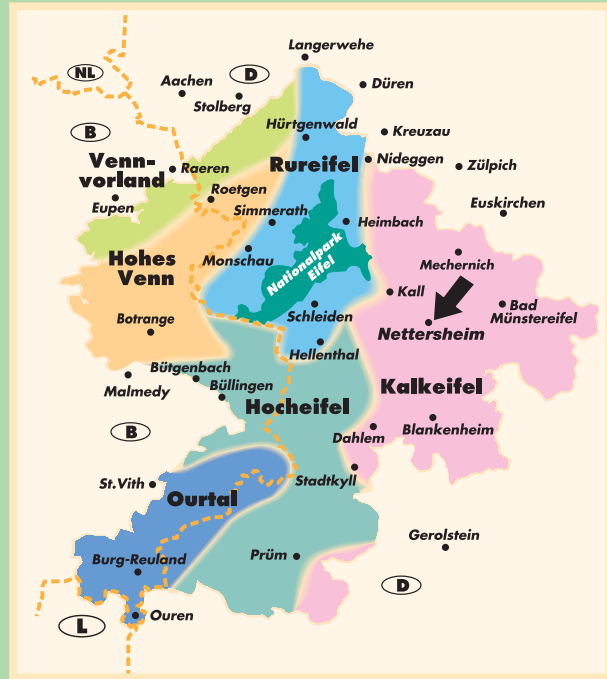 Langerwehe
NL
Aachen
D
Düren
Stolberg
Hürtgenwald
Kreuzau
B
Venn-
vorland
Raeren
Rureifel
Nideggen
Zülpich
Roetgen
Eupen
Simmerath
Heimbach
Euskirchen
Hohes
Venn
Monschau
Nationalpark
Eifel
Mechernich
Kall
Bad
Münstereifel
Botrange
Schleiden
Nettersheim
Hellenthal
Bütgenbach
Malmedy
Büllingen
Hocheifel
Kalkeifel
B
Dahlem
Blankenheim
St.Vith
Ourtal
Stadtkyll
Gerolstein
Burg-Reuland
Prüm
D
L
Ouren